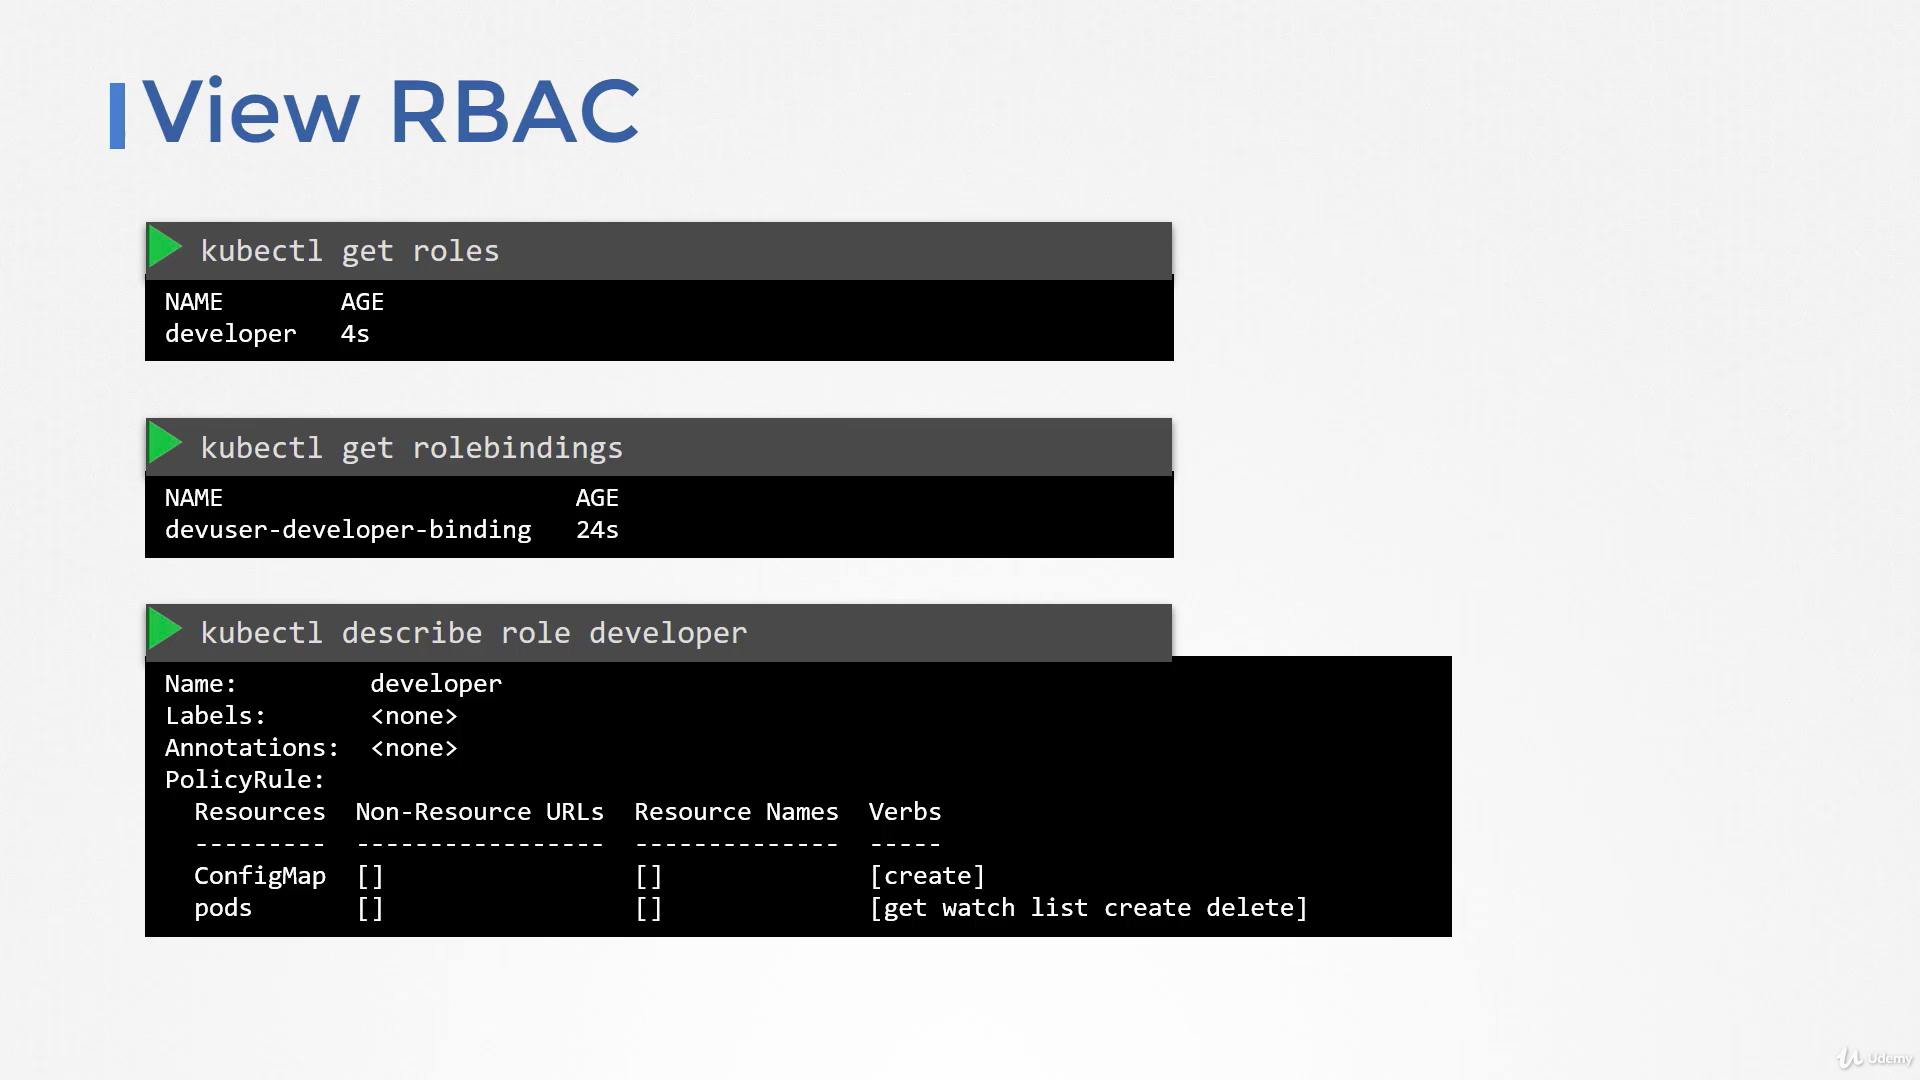 View RBAC
kubectl get roles
NAME        AGE
developer   4s
kubectl get rolebindings
NAME                        AGE
devuser-developer-binding   24s
kubectl describe role developer
Name:         developer
Labels:       <none>
Annotations:  <none>
PolicyRule:
  Resources  Non-Resource URLs  Resource Names  Verbs
  ---------  -----------------  --------------  -----
  ConfigMap  []                 []              [create]
  pods       []                 []              [get watch list create delete]
Udemy